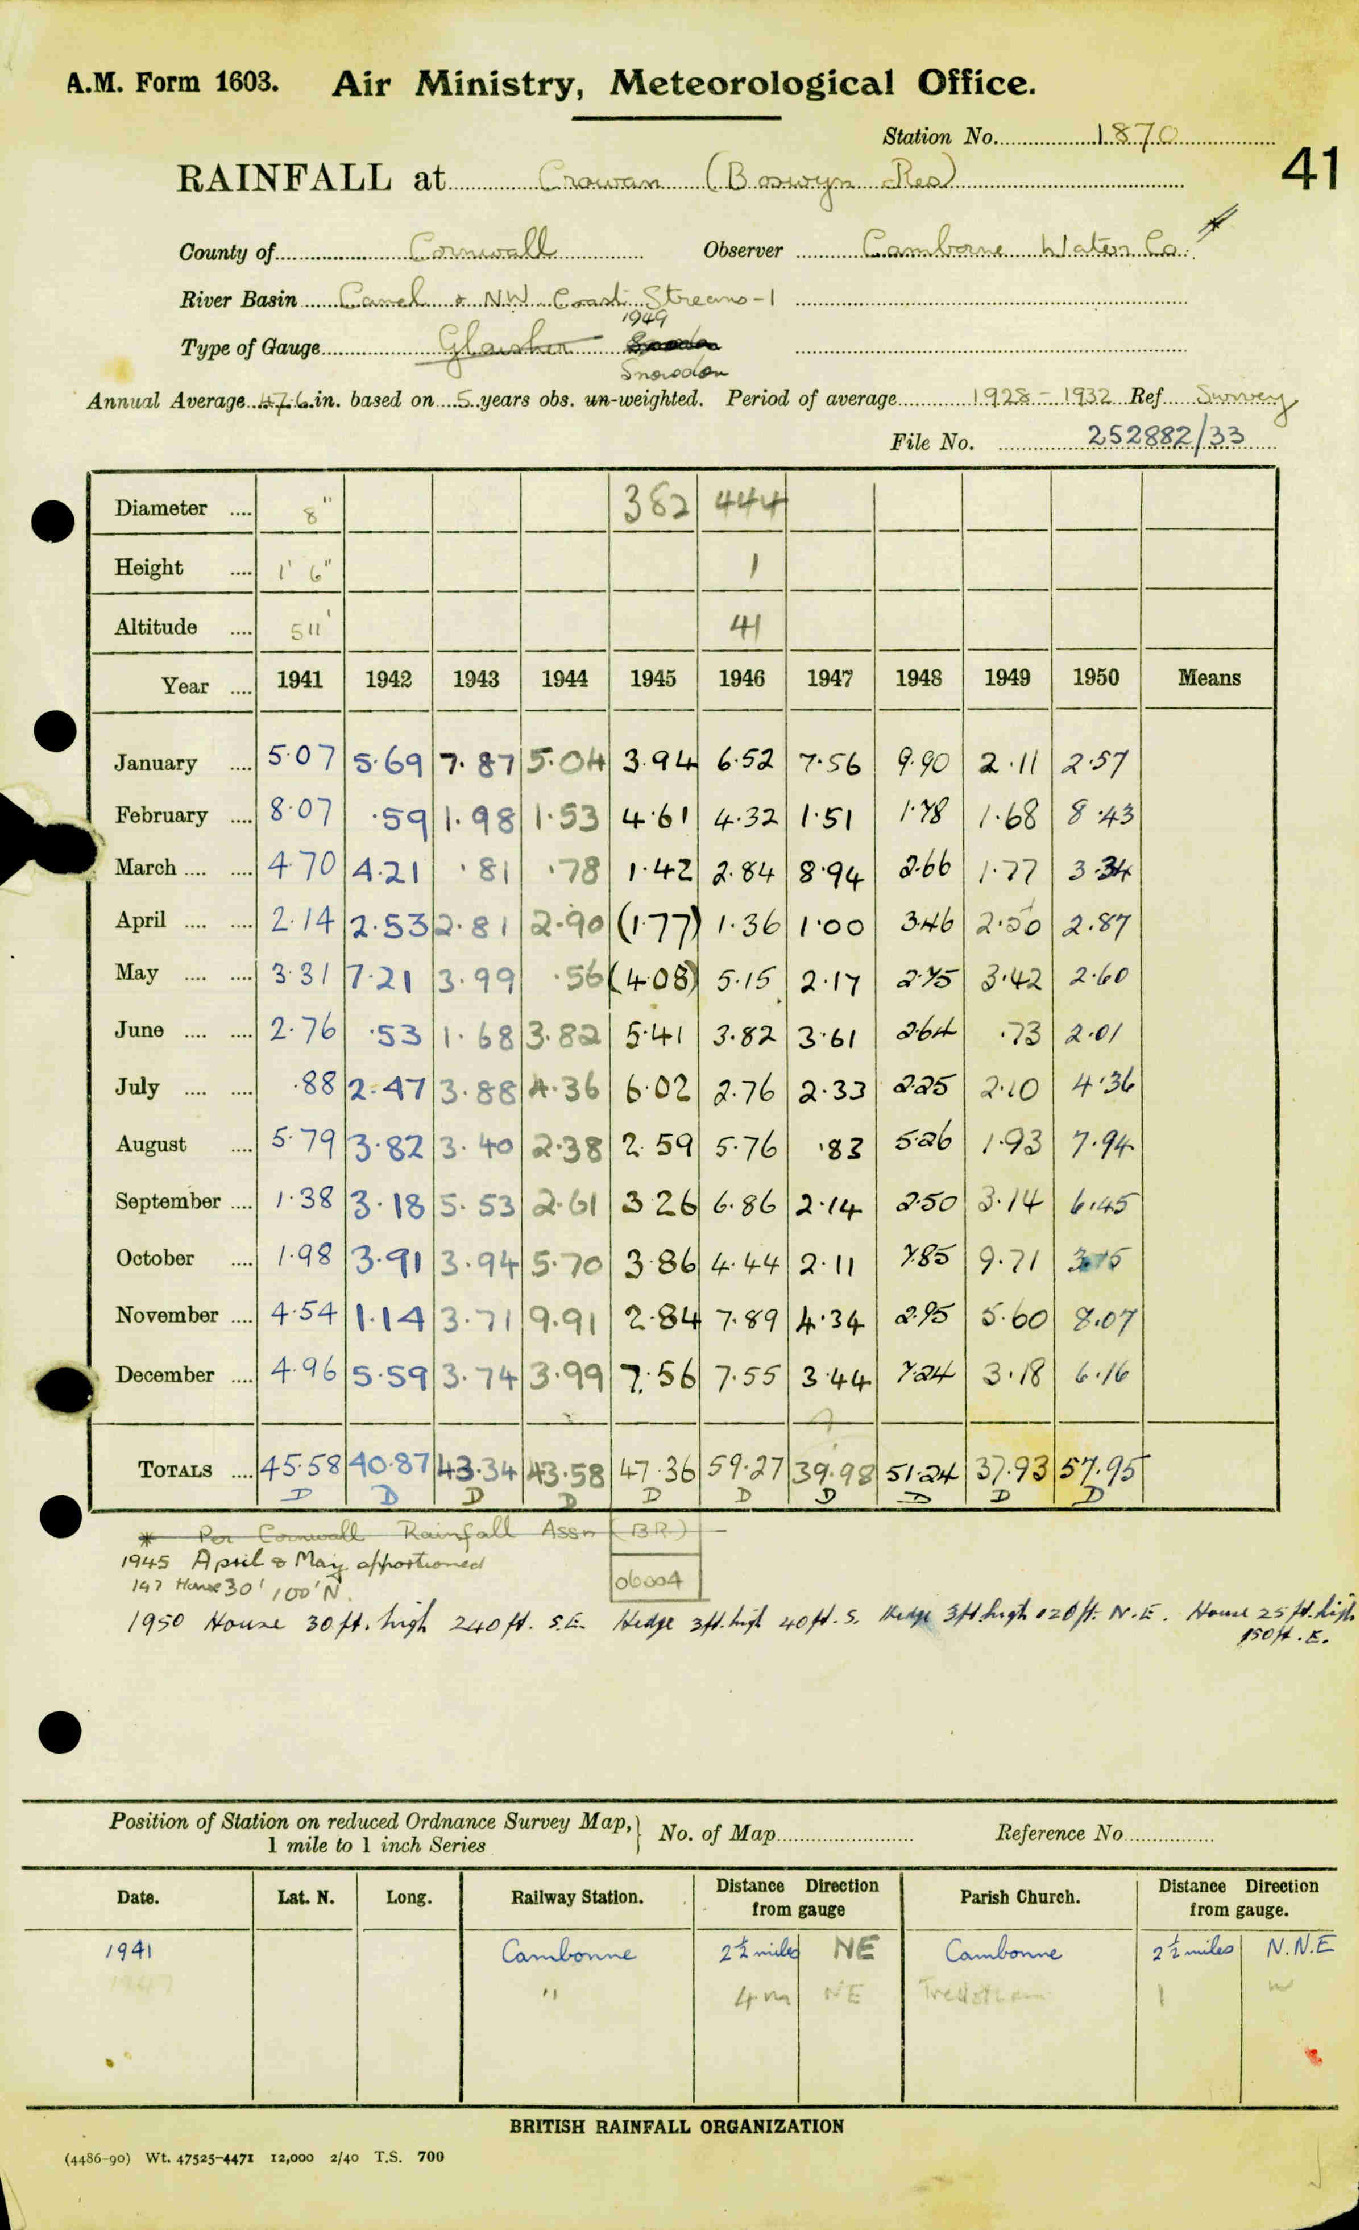 A.M. Form 1603. Air Ministry, Meteorological Office.
Station No. 1870
41
RAINFALL at Crowan (Boswyn Res)
County of Cornwall Observer Camborne Water Co. *
River Basin Camel & NW Coast Streams-1
1949
Type of Gauge Glaisher
Snowdon
Annual Average 47.6 in. based on 5 years obs. un-weighted. Period of average 1928-1932 Ref Survey
File No. 252882/33
Diameter .... 8" 382 444
Height .... 1' 6" 1
Altitude .... 511' 41
Year .... 1941 1942 1943 1944 1945 1946 1947 1948 1949 1950 Means
January .... 5.07 5.69 7.87 5.04 3.94 6.52 7.56 9.90 2.11 2.57
February .... 8.07 .59 1.98 1.53 4.61 4.32 1.51 1.78 1.68 8.43
March .... .... 4.70 4.21 .81 .78 1.42 2.84 8.94 2.66 1.77 3.34
April .... .... 2.14 2.53 2.81 2.90 (1.77) 1.36 1.00 3.46 2.50 2.87
May .... .... 3.31 7.21 3.99 .56 (4.08) 5.15 2.17 2.75 3.42 2.60
June .... .... 2.76 .53 1.68 3.82 5.41 3.82 3.61 2.64 .73 2.01
July .... .... .88 2.47 3.88 4.36 6.02 2.76 2.33 2.25 2.10 4.36
August .... 5.79 3.82 3.40 2.38 2.59 5.76 .83 5.26 1.93 7.94
September .... 1.38 3.18 5.53 2.61 3.26 6.86 2.14 2.50 3.14 6.45
October .... 1.98 3.91 3.94 5.70 3.86 4.44 2.11 7.85 9.71 3.15
November .... 4.54 1.14 3.71 9.91 2.84 7.89 4.34 2.95 5.60 8.07
December .... 4.96 5.59 3.74 3.99 7.56 7.55 3.44 7.24 3.18 6.16
TOTALS .... 45.58 40.87 43.34 43.58 47.36 59.27 39.98 51.24 37.93 57.95
D D D D D D D D D D
* Per Cornwall Rainfall Assn (BR)
1945 April & May apportioned
147 House 30' 100' N. 06004
1950 House 30 ft. high 240 ft. S.E. Hedge 3ft. high 40 ft. S. Hedge 3ft. high 120 ft. N.E. House 25 ft. high
150 ft. E.
Position of Station on reduced Ordnance Survey Map,} No. of Map Reference No
1 mile to 1 inch Series
Date. Lat. N. Long. Railway Station. Distance Direction from gauge Parish Church. Distance Direction from gauge.
1941 Camborne 2½ miles NE Camborne 2½ miles N.N.E
1947 " 4 m NE 1 W
BRITISH RAINFALL ORGANIZATION
(4486-90) Wt. 47525-4471 12,000 2/40 T.S. 700